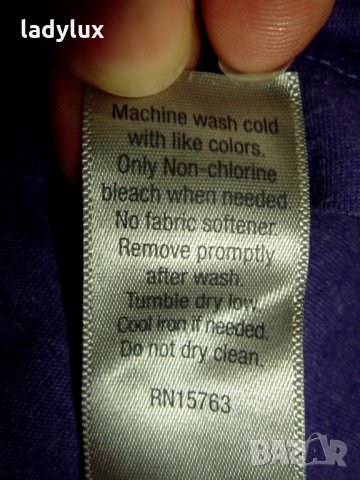 ladylux
Machine wash cold
with like colors.
Only Non-chlorine
bleach when needed.
No fabric softener.
Remove promptly
after wash.
Tumble dry low.
Cool iron if needed.
Do not dry clean.
RN15763
BAZAR